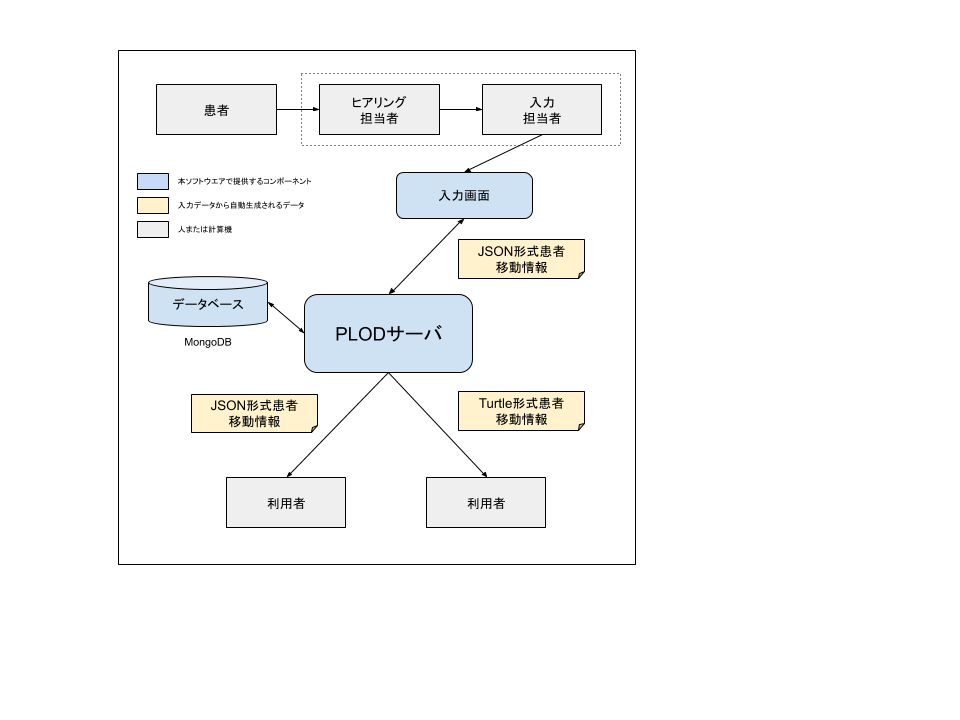 患者
ヒアリング
担当者
入力
担当者
本ソフトウエアで提供するコンポーネント
入力データから自動生成されるデータ
人または計算機
入力画面
JSON形式患者
移動情報
データベース
MongoDB
PLODサーバ
JSON形式患者
移動情報
Turtle形式患者
移動情報
利用者
利用者